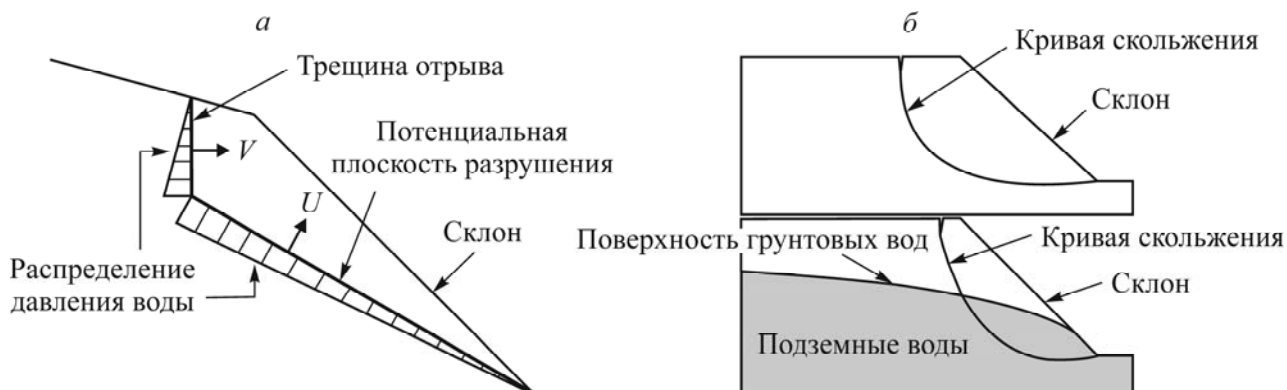 а
Трещина отрыва
V
Потенциальная
плоскость разрушения
U
Склон
Распределение
давления воды
б
Кривая скольжения
Склон
Поверхность грунтовых вод
Кривая скольжения
Склон
Подземные воды